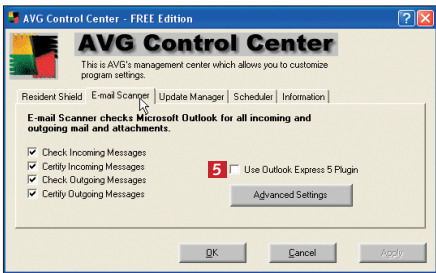 AVG Control Center - FREE Edition
AVG Control Center
This is AVG's management center which allows you to customize
program settings.
Resident Shield E-mail Scanner Update Manager Scheduler Information
E-mail Scanner checks Microsoft Outlook for all incoming and
outgoing mail and attachments.
Check Incoming Messages
Certify Incoming Messages
5 Use Outlook Express 5 Plugin
Check Outgoing Messages
Certify Outgoing Messages
Advanced Settings
OK Cancel Apply